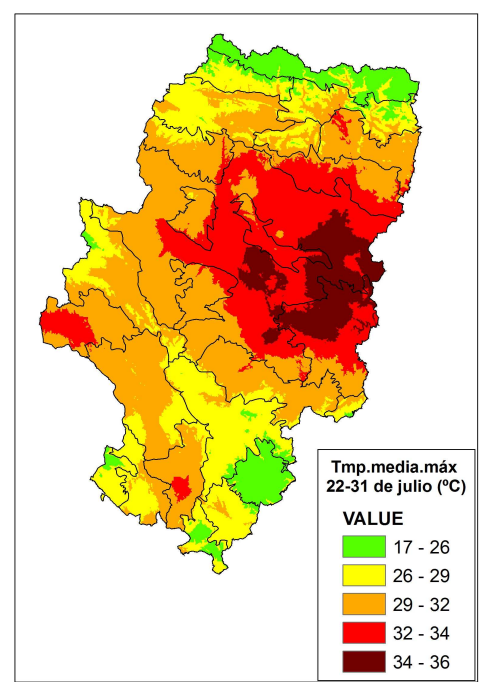 Tmp.media.máx
22-31 de julio (ºC)
VALUE
17 - 26
26 - 29
29 - 32
32 - 34
34 - 36